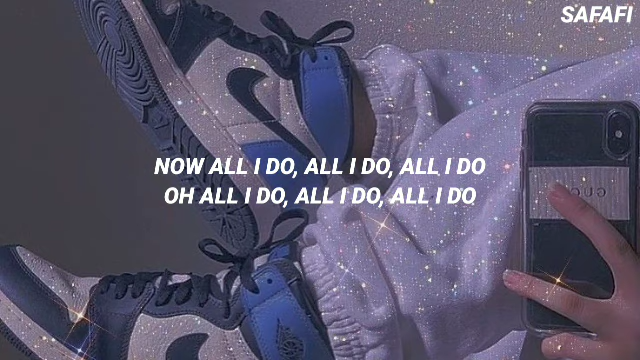 SAFAFI
NOW ALL I DO, ALL I DO, ALL I DO
OH ALL I DO, ALL I DO, ALL I DO